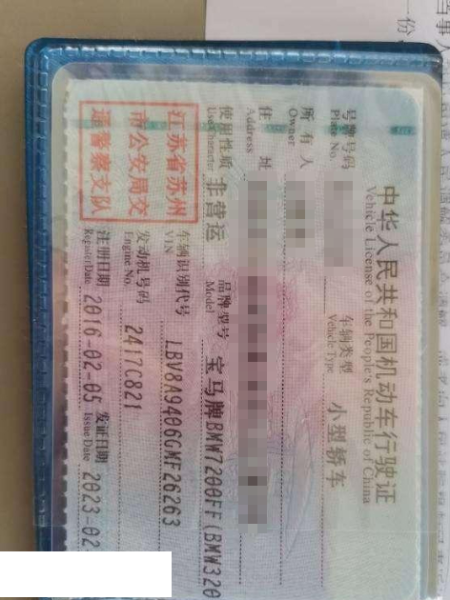 中华人民共和国机动车行驶证
Vehicle License of the People's Republic of China
号牌号码 Plate No. 车辆类型 Vehicle Type 小型轿车
所有人 Owner
住址 Address
使用性质 Use Character 非营运 品牌型号 Model 宝马牌BMW7200FF(BMW320
江苏省苏州
市公安局交
通警察支队
车辆识别代号 VIN LBV8A9406GMF26263
发动机号码 Engine No. 2417C821
注册日期 Register Date 2016-02-05 发证日期 Issue Date 2023-02